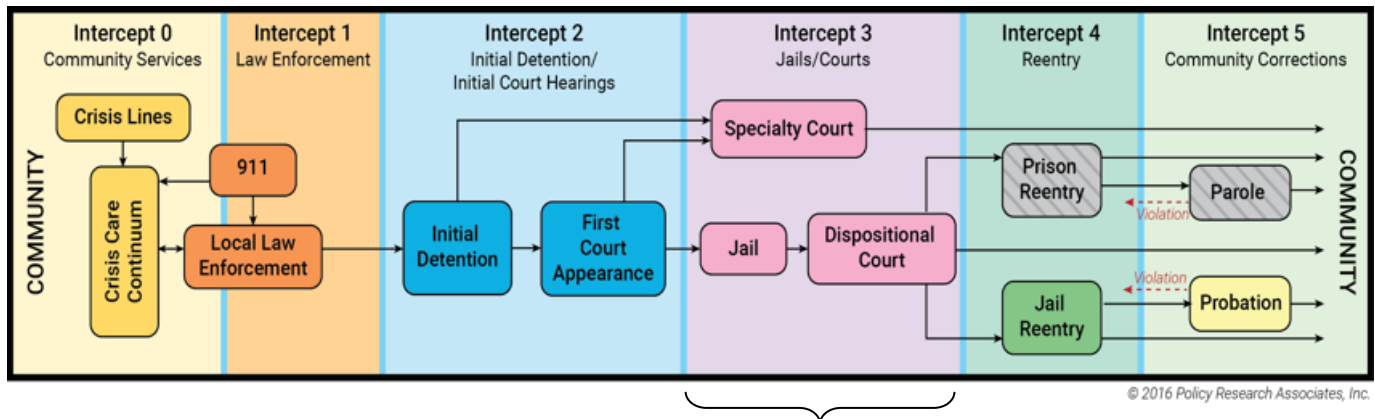 Intercept 0
Community Services
Intercept 1
Law Enforcement
Intercept 2
Initial Detention/
Initial Court Hearings
Intercept 3
Jails/Courts
Intercept 4
Reentry
Intercept 5
Community Corrections
COMMUNITY
Crisis Lines
Crisis Care
Continuum
911
Local Law
Enforcement
Initial
Detention
First
Court
Appearance
Specialty Court
Jail
Dispositional
Court
Prison
Reentry
Violation
Parole
Jail
Reentry
Violation
Probation
COMMUNITY
© 2016 Policy Research Associates, Inc.